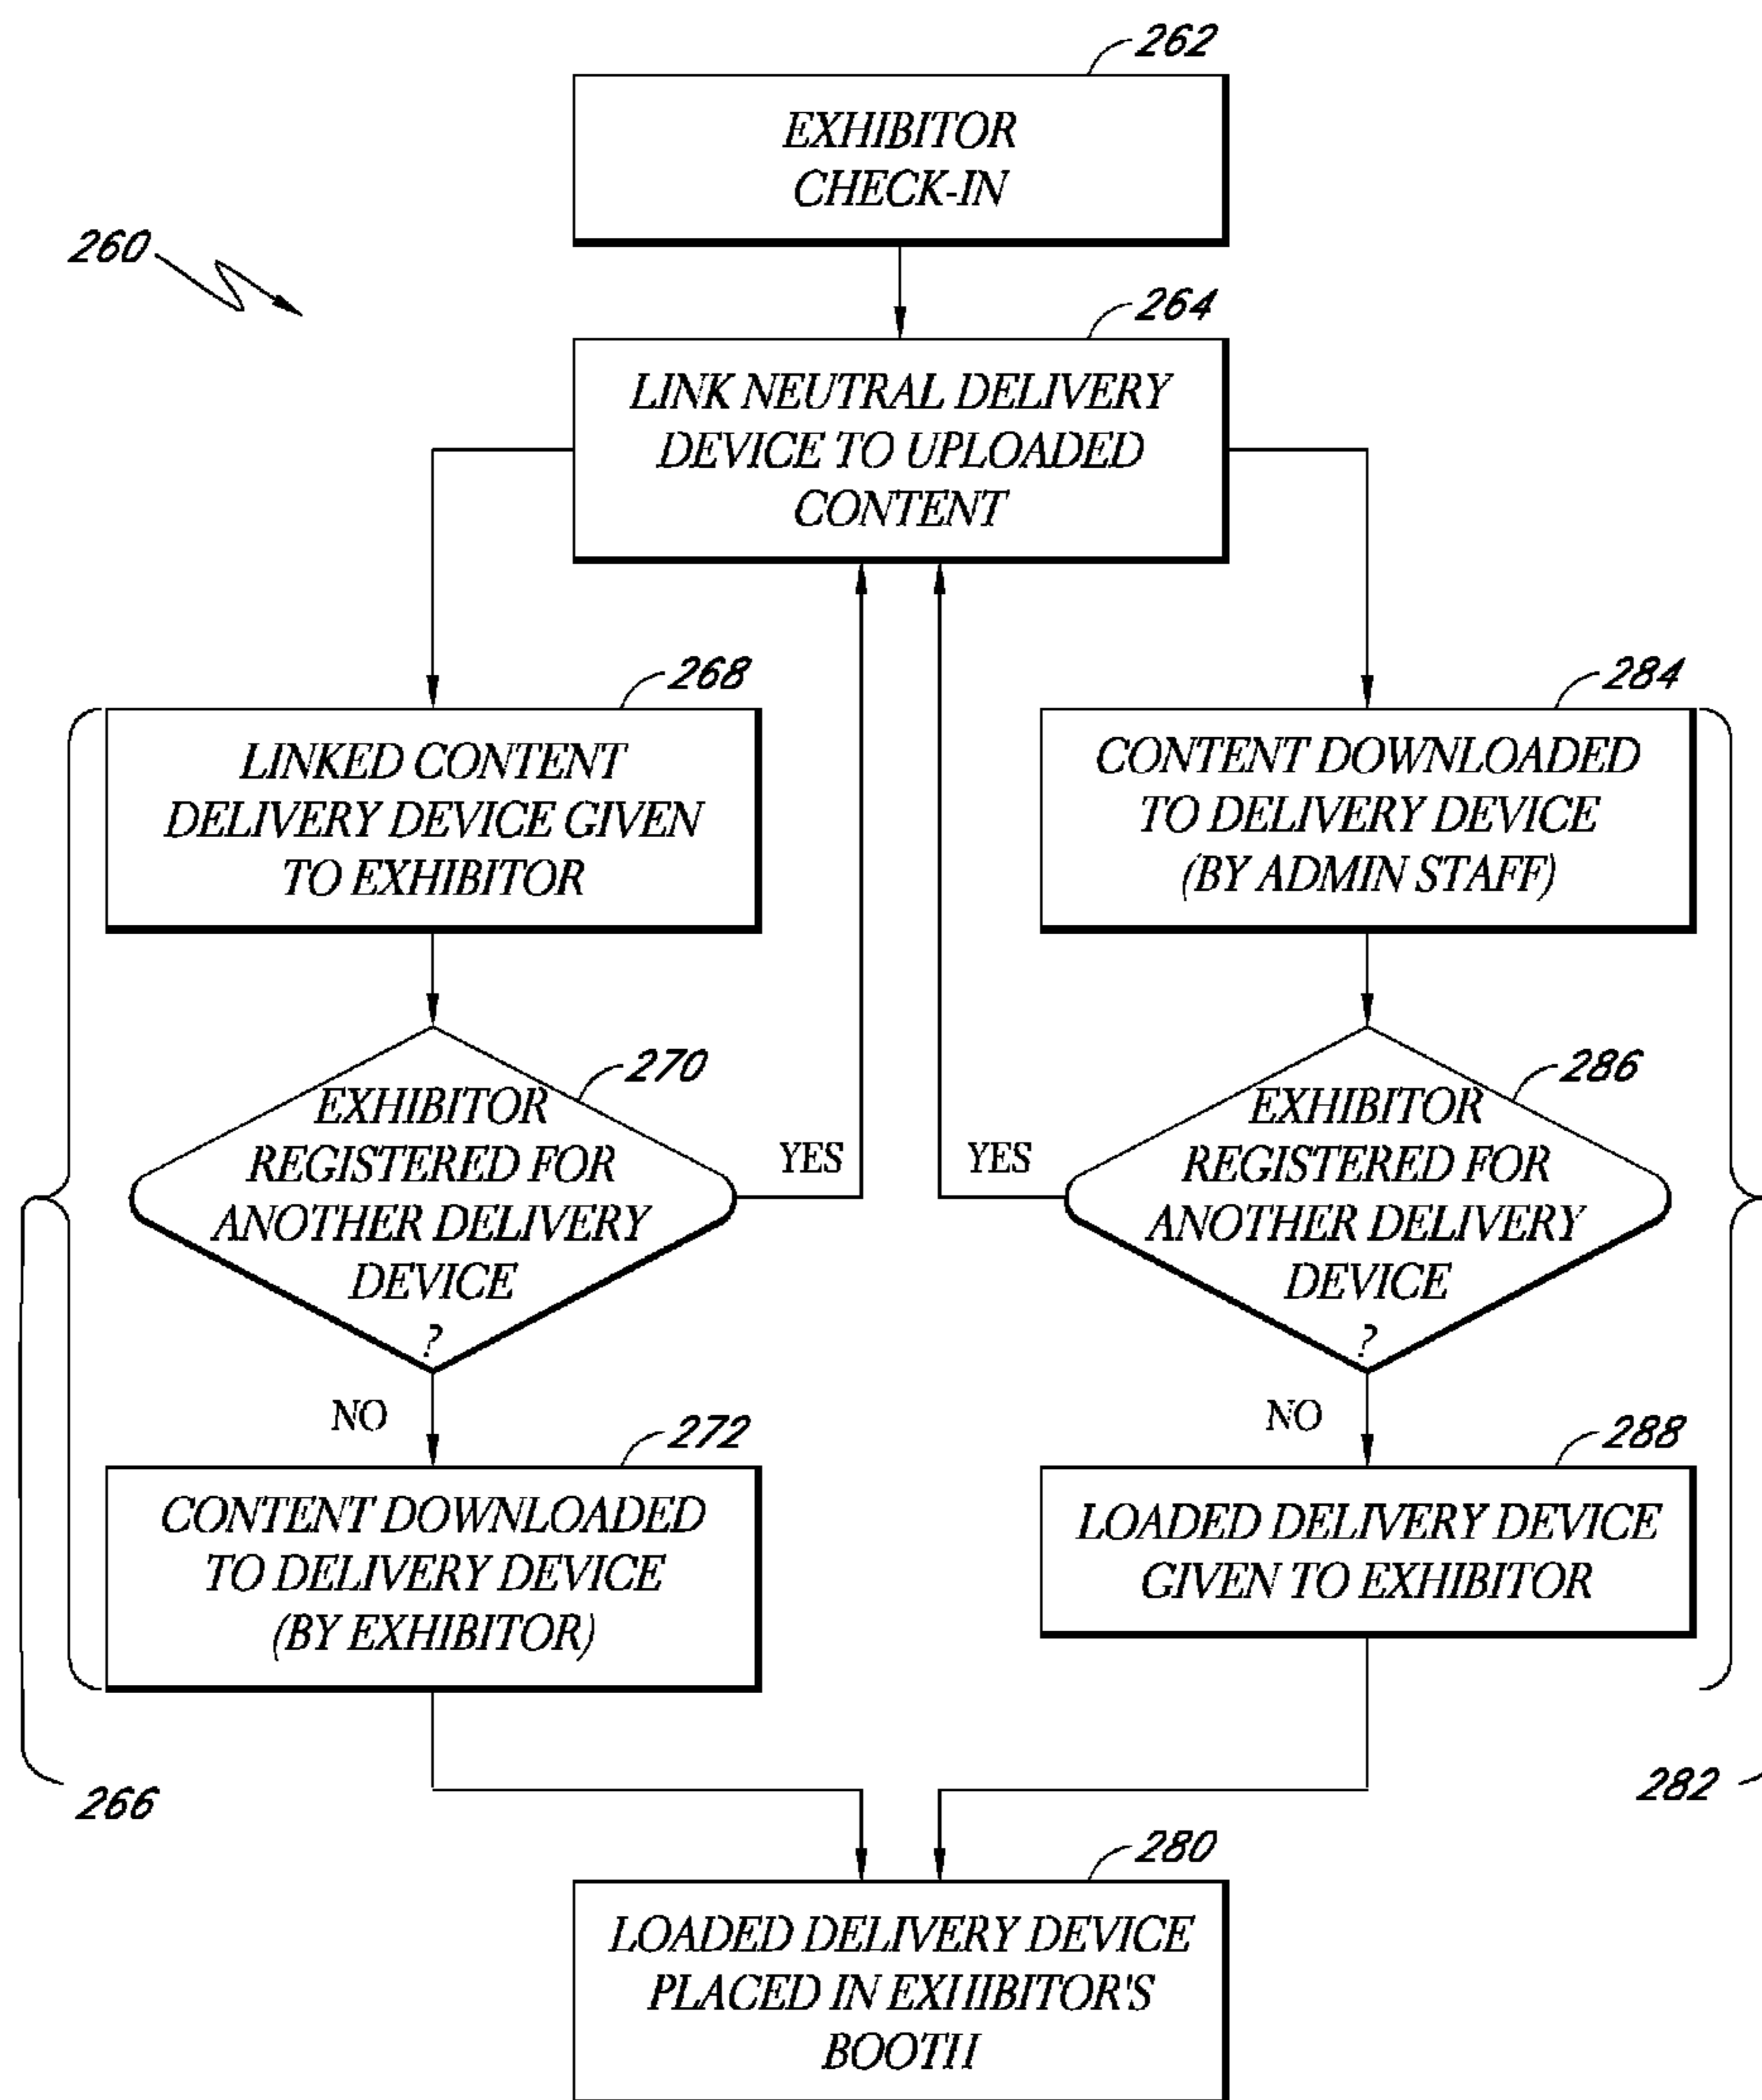 262
EXHIBITOR
CHECK-IN
260
264
LINK NEUTRAL DELIVERY
DEVICE TO UPLOADED
CONTENT
268
LINKED CONTENT
DELIVERY DEVICE GIVEN
TO EXHIBITOR
284
CONTENT DOWNLOADED
TO DELIVERY DEVICE
(BY ADMIN STAFF)
270
EXHIBITOR
REGISTERED FOR
ANOTHER DELIVERY
DEVICE
?
YES
YES
286
EXHIBITOR
REGISTERED FOR
ANOTHER DELIVERY
DEVICE
?
NO
NO
272
CONTENT DOWNLOADED
TO DELIVERY DEVICE
(BY EXHIBITOR)
288
LOADED DELIVERY DEVICE
GIVEN TO EXHIBITOR
266
282
280
LOADED DELIVERY DEVICE
PLACED IN EXHIBITOR'S
BOOTH